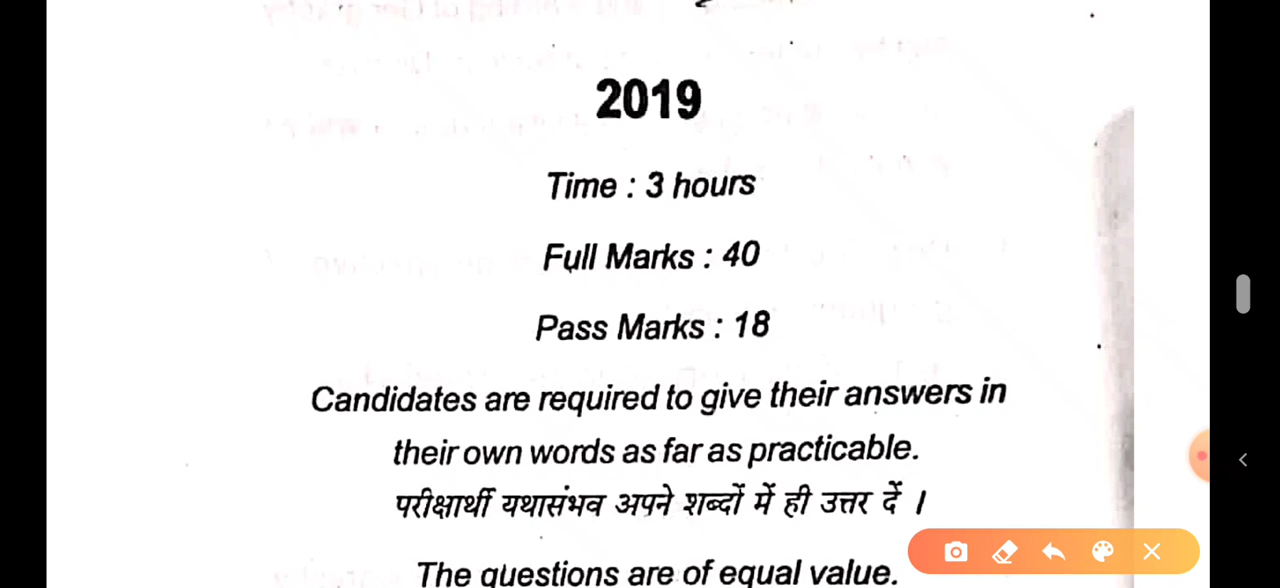 2019
Time : 3 hours
Full Marks : 40
Pass Marks : 18
Candidates are required to give their answers in
their own words as far as practicable.
परीक्षार्थी यथासंभव अपने शब्दों में ही उत्तर दें ।
The questions are of equal value.